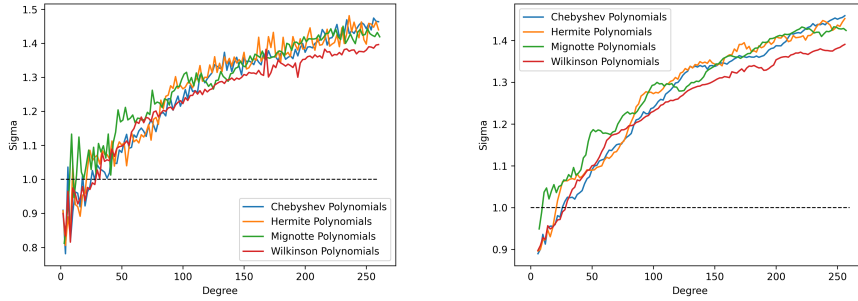 1.5
1.4
1.3
1.2
1.1
1.0
0.9
0.8
Sigma
0
50
100
150
200
250
Degree
Chebyshev Polynomials
Hermite Polynomials
Mignotte Polynomials
Wilkinson Polynomials
1.4
1.3
1.2
1.1
1.0
0.9
Sigma
0
50
100
150
200
250
Degree
Chebyshev Polynomials
Hermite Polynomials
Mignotte Polynomials
Wilkinson Polynomials